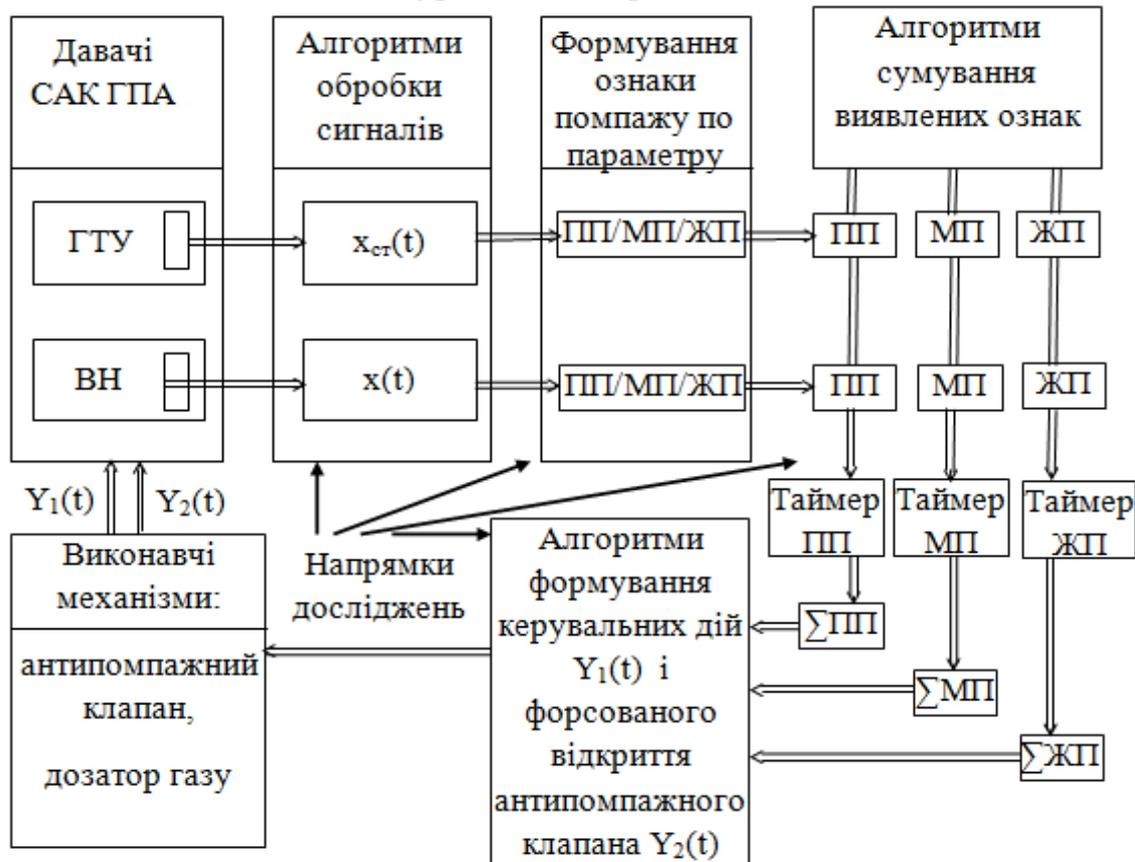 Давачі
САК ГПА
Алгоритми
обробки
сигналів
Формування
ознаки
помпажу по
параметру
Алгоритми
сумування
виявлених ознак
ГТУ
xст(t)
ПП/МП/ЖП
ПП
МП
ЖП
ВН
x(t)
ПП/МП/ЖП
ПП
МП
ЖП
Y1(t)
Y2(t)
Таймер
ПП
Таймер
МП
Таймер
ЖП
Виконавчі
механізми:
антипомпажний
клапан,
дозатор газу
Напрямки
досліджень
Алгоритми
формування
керувальних дій
Y1(t) і
форсованого
відкриття
антипомпажного
клапана Y2(t)
∑ПП
∑МП
∑ЖП